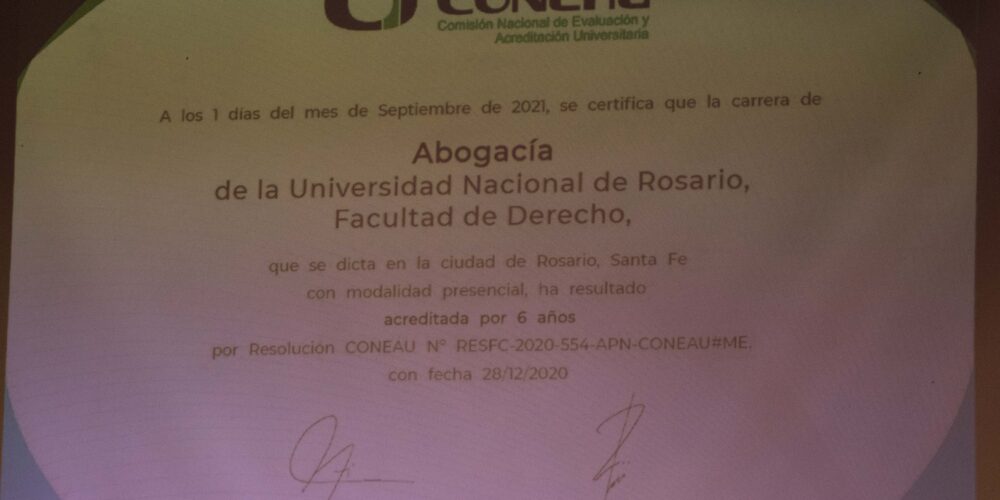 CONEAU
Comisión Nacional de Evaluación y
Acreditación Universitaria
A los 1 días del mes de Septiembre de 2021, se certifica que la carrera de
Abogacía
de la Universidad Nacional de Rosario,
Facultad de Derecho,
que se dicta en la ciudad de Rosario, Santa Fe
con modalidad presencial, ha resultado
acreditada por 6 años
por Resolución CONEAU N° RESFC-2020-554-APN-CONEAU#ME,
con fecha 28/12/2020